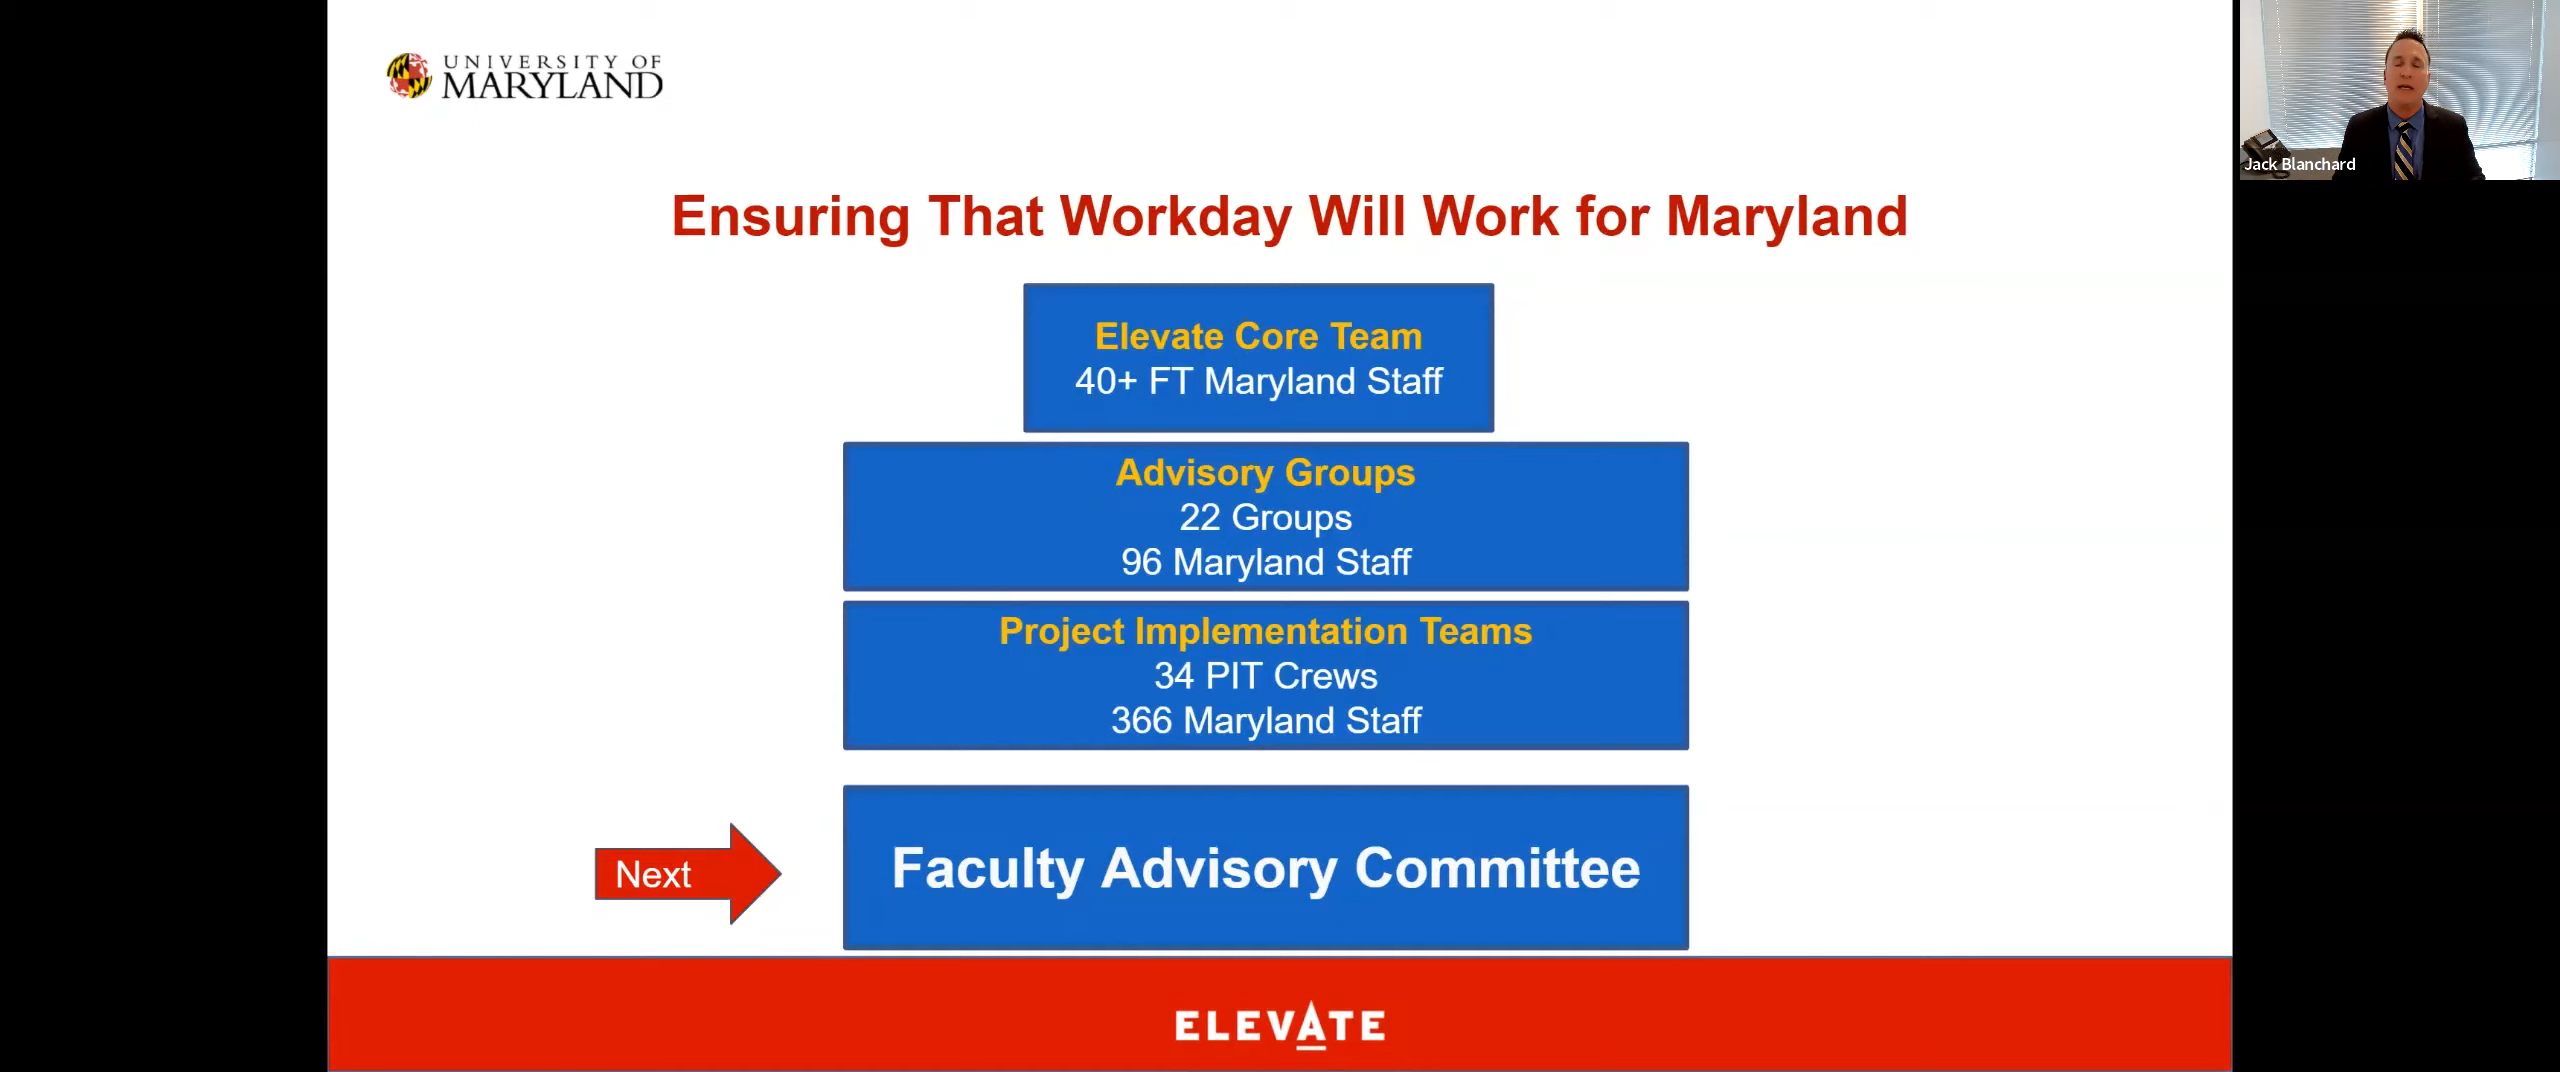 UNIVERSITY OF
MARYLAND
Jack Blanchard
Ensuring That Workday Will Work for Maryland
Elevate Core Team
40+ FT Maryland Staff
Advisory Groups
22 Groups
96 Maryland Staff
Project Implementation Teams
34 PIT Crews
366 Maryland Staff
Next
Faculty Advisory Committee
ELEVATE